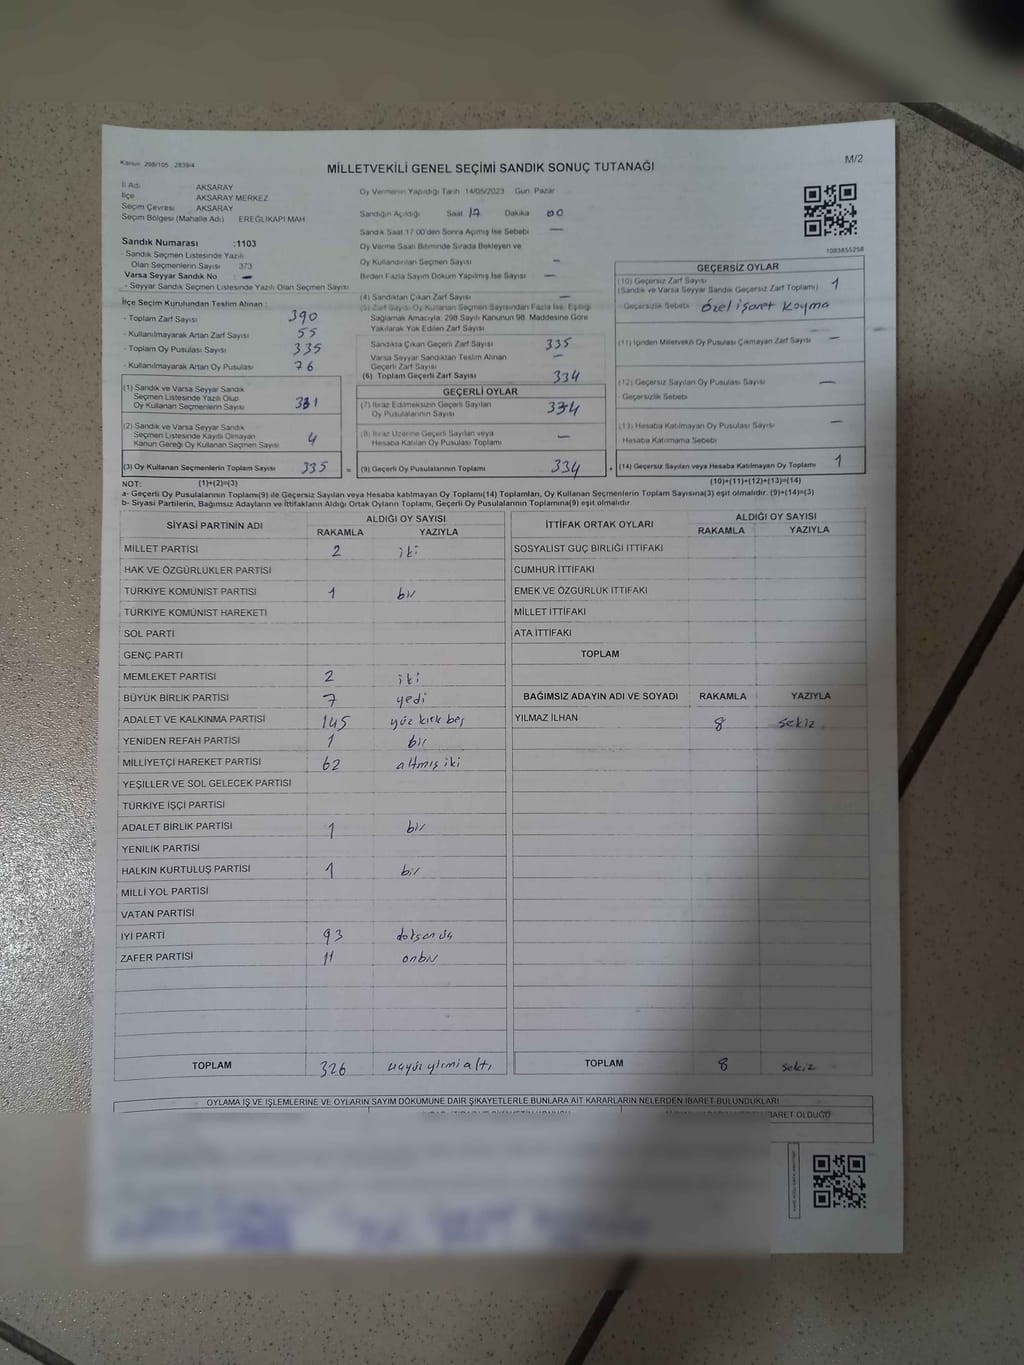 Kanun: 298/105, 2839/4
MİLLETVEKİLİ GENEL SEÇİMİ SANDIK SONUÇ TUTANAĞI
M/2
İl Adı AKSARAY
İlçe AKSARAY MERKEZ
Seçim Çevresi AKSARAY
Seçim Bölgesi (Mahalle Adı) EREĞLİKAPI MAH
Sandık Numarası :1103
- Sandık Seçmen Listesinde Yazılı
Olan Seçmenlerin Sayısı 373
Varsa Seyyar Sandık No : -
- Seyyar Sandık Seçmen Listesinde Yazılı Olan Seçmen Sayısı
İlçe Seçim Kurulundan Teslim Alınan :
- Toplam Zarf Sayısı 390
- Kullanılmayarak Artan Zarf Sayısı 55
- Toplam Oy Pusulası Sayısı 335
- Kullanılmayarak Artan Oy Pusulası 76
(1) Sandık ve Varsa Seyyar Sandık
Seçmen Listesinde Yazılı Olup
Oy Kullanan Seçmenlerin Sayısı 331
(2) Sandık ve Varsa Seyyar Sandık
Seçmen Listesinde Kayıtlı Olmayan
Kanun Gereği Oy Kullanan Seçmen Sayısı 4
(3) Oy Kullanan Seçmenlerin Toplam Sayısı 335 =
Oy Vermenin Yapıldığı Tarih 14/05/2023 Gün Pazar
Sandığın Açıldığı Saat 17 Dakika 00
Sandık Saat 17:00'den Sonra Açılmış İse Sebebi —
Oy Verme Saati Bitiminde Sırada Bekleyen ve
Oy Kullandırılan Seçmen Sayısı -
Birden Fazla Sayım Döküm Yapılmış İse Sayısı —
(4) Sandıktan Çıkan Zarf Sayısı —
(5) Zarf Sayısı Oy Kullanan Seçmen Sayısından Fazla İse, Eşitliği
Sağlamak Amacıyla, 298 Sayılı Kanunun 98. Maddesine Göre
Yakılarak Yok Edilen Zarf Sayısı
Sandıkta Çıkan Geçerli Zarf Sayısı 335
Varsa Seyyar Sandıktan Teslim Alınan
Geçerli Zarf Sayısı —
(6) Toplam Geçerli Zarf Sayısı 334
GEÇERLİ OYLAR
(7) İtiraz Edilmeksizin Geçerli Sayılan
Oy Pusulalarının Sayısı 334
(8) İtiraz Üzerine Geçerli Sayılan veya
Hesaba Katılan Oy Pusulası Toplamı —
(9) Geçerli Oy Pusulalarının Toplamı 334 +
1083855258
GEÇERSİZ OYLAR
(10) Geçersiz Zarf Sayısı
(Sandık ve Varsa Seyyar Sandık Geçersiz Zarf Toplamı) 1
Geçersizlik Sebebi: özel işaret koyma
(11) İçinden Milletvekili Oy Pusulası Çıkmayan Zarf Sayısı —
(12) Geçersiz Sayılan Oy Pusulası Sayısı —
Geçersizlik Sebebi
(13) Hesaba Katılmayan Oy Pusulası Sayısı —
Hesaba Katılmama Sebebi
(14) Geçersiz Sayılan veya Hesaba Katılmayan Oy Toplamı 1
NOT: (1)+(2)=(3) (10)+(11)+(12)+(13)=(14)
a- Geçerli Oy Pusulalarının Toplamı(9) ile Geçersiz Sayılan veya Hesaba katılmayan Oy Toplamı(14) Toplamları, Oy Kullanan Seçmenlerin Toplam Sayısına(3) eşit olmalıdır. (9)+(14)=(3)
b- Siyasi Partilerin, Bağımsız Adayların ve İttifakların Aldığı Ortak Oyların Toplamı, Geçerli Oy Pusulalarının Toplamına(9) eşit olmalıdır.
SİYASİ PARTİNİN ADI ALDIĞI OY SAYISI
RAKAMLA YAZIYLA
MİLLET PARTİSİ 2 iki
HAK VE ÖZGÜRLÜKLER PARTİSİ
TÜRKİYE KOMÜNİST PARTİSİ 1 bir
TÜRKİYE KOMÜNİST HAREKETİ
SOL PARTİ
GENÇ PARTİ
MEMLEKET PARTİSİ 2 iki
BÜYÜK BİRLİK PARTİSİ 7 yedi
ADALET VE KALKINMA PARTİSİ 145 yüz kırk beş
YENİDEN REFAH PARTİSİ 1 bir
MİLLİYETÇİ HAREKET PARTİSİ 62 altmış iki
YEŞİLLER VE SOL GELECEK PARTİSİ
TÜRKİYE İŞÇİ PARTİSİ
ADALET BİRLİK PARTİSİ 1 bir
YENİLİK PARTİSİ
HALKIN KURTULUŞ PARTİSİ 1 bir
MİLLİ YOL PARTİSİ
VATAN PARTİSİ
İYİ PARTİ 93 doksan üç
ZAFER PARTİSİ 11 onbir
TOPLAM 326 üçyüz yirmi altı
İTTİFAK ORTAK OYLARI ALDIĞI OY SAYISI
RAKAMLA YAZIYLA
SOSYALİST GÜÇ BİRLİĞİ İTTİFAKI
CUMHUR İTTİFAKI
EMEK VE ÖZGÜRLÜK İTTİFAKI
MİLLET İTTİFAKI
ATA İTTİFAKI
TOPLAM
BAĞIMSIZ ADAYIN ADI VE SOYADI RAKAMLA YAZIYLA
YILMAZ İLHAN 8 sekiz
TOPLAM 8 sekiz
OYLAMA İŞ VE İŞLEMLERİNE VE OYLARIN SAYIM DÖKÜMÜNE DAİR ŞİKAYETLERLE BUNLARA AİT KARARLARIN NELERDEN İBARET BULUNDUKLARI